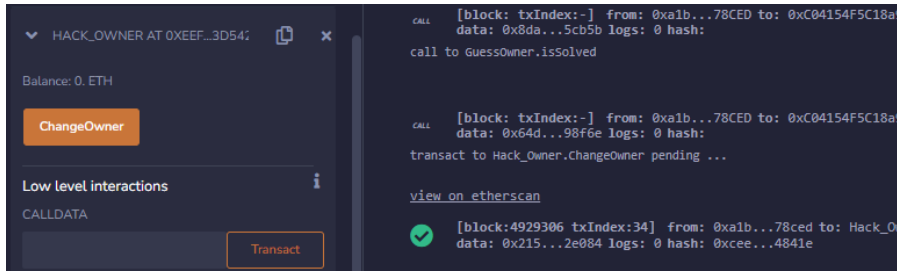 HACK_OWNER AT 0XEEF...3D542
Balance: 0. ETH
ChangeOwner
Low level interactions
i
CALLDATA
Transact
CALL [block: txIndex:-] from: 0xa1b...78CED to: 0xC04154F5C18a
data: 0x8da...5cb5b logs: 0 hash:
call to GuessOwner.isSolved
CALL [block: txIndex:-] from: 0xa1b...78CED to: 0xC04154F5C18a
data: 0x64d...98f6e logs: 0 hash:
transact to Hack_Owner.ChangeOwner pending ...
view on etherscan
[block:4929306 txIndex:34] from: 0xa1b...78ced to: Hack_O
data: 0x215...2e084 logs: 0 hash: 0xcee...4841e